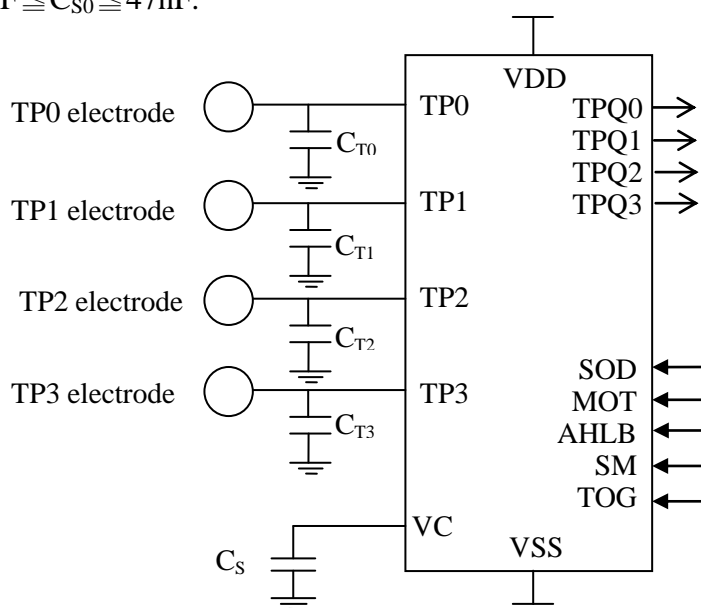 F≦C_S0≦47nF.
VDD
TP0 electrode
TP0
TPQ0
C_T0
TPQ1
TPQ2
TP1 electrode
TP1
TPQ3
C_T1
TP2 electrode
TP2
C_T2
TP3 electrode
TP3
SOD
MOT
C_T3
AHLB
SM
TOG
VC
C_S
VSS